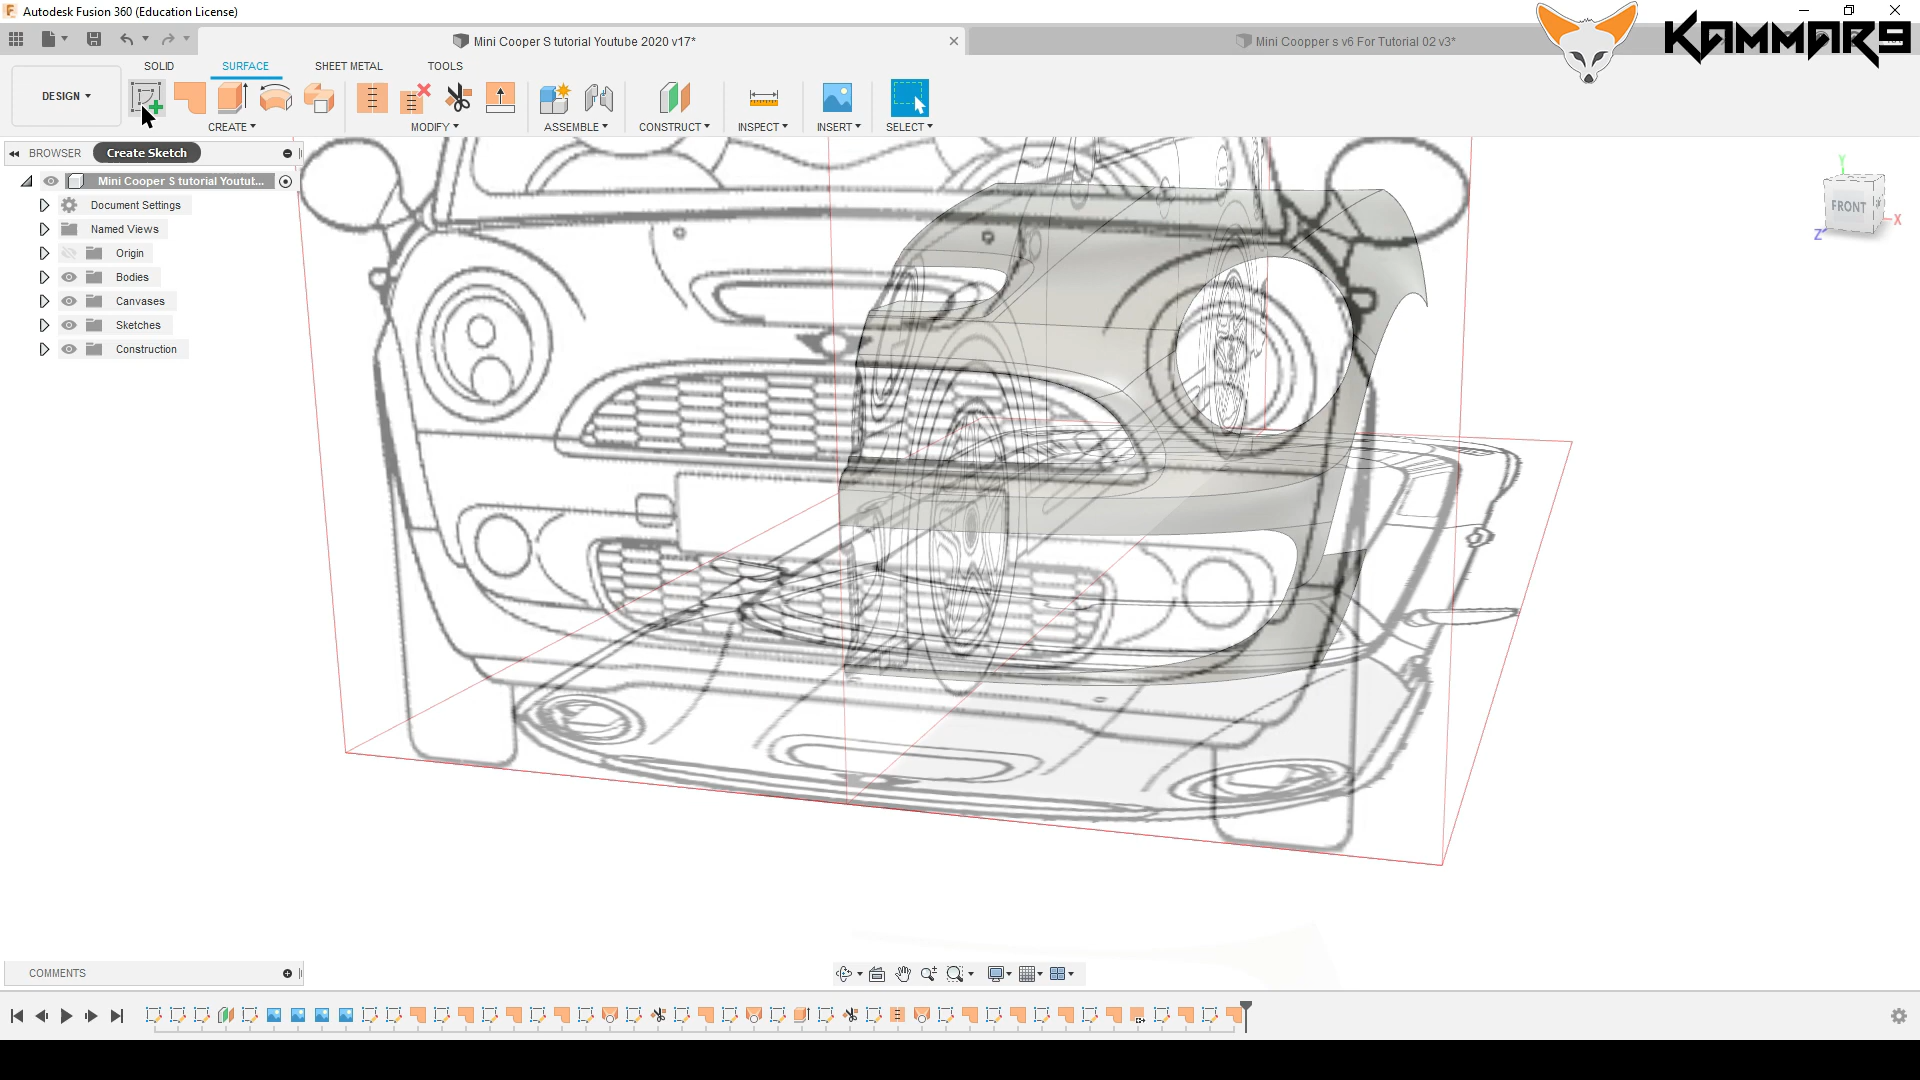 Autodesk Fusion 360 (Education License)
KAMMAR9
Mini Cooper S tutorial Youtube 2020 v17*
Mini Coopper s v6 For Tutorial 02 v3*
SOLID
SURFACE
SHEET METAL
TOOLS
DESIGN
CREATE
MODIFY
ASSEMBLE
CONSTRUCT
INSPECT
INSERT
SELECT
BROWSER
Create Sketch
Mini Cooper S tutorial Youtut...
Document Settings
Named Views
Origin
Bodies
Canvases
Sketches
Construction
Y
FRONT
X
Z
COMMENTS